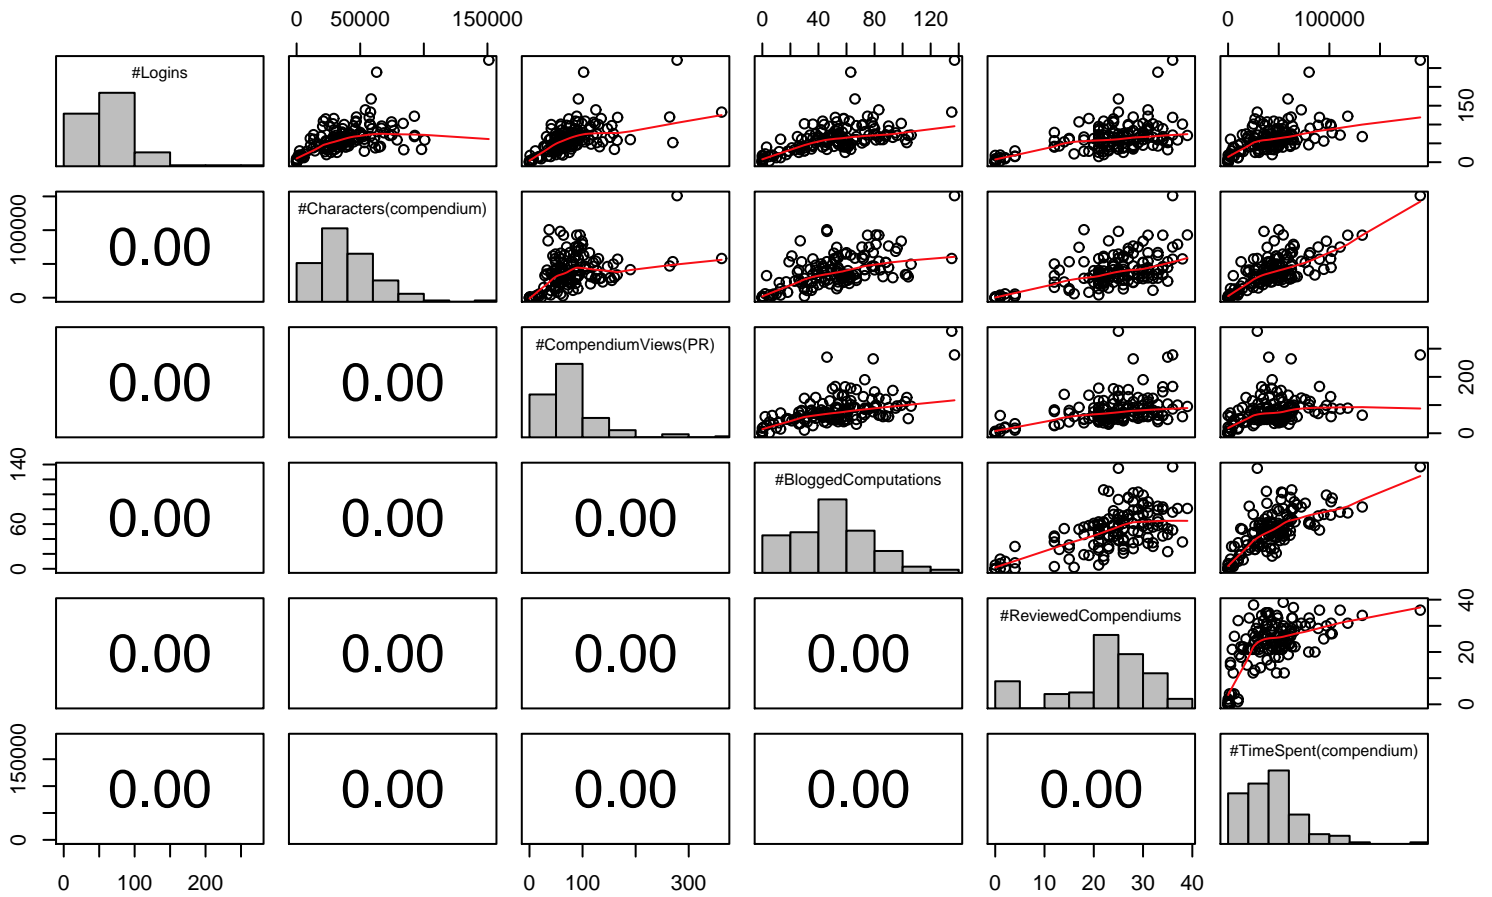 0 50000 150000 0 40 80 120 0 100000
#Logins
0 150
0 100000
0.00
#Characters(compendium)
0.00 0.00
#CompendiumViews(PR)
0 200
0 60 140
0.00 0.00 0.00
#BloggedComputations
0.00 0.00 0.00 0.00
#ReviewedCompendiums
0 20 40
0 150000
0.00 0.00 0.00 0.00 0.00
#TimeSpent(compendium)
0 100 200 0 100 300 0 10 20 30 40